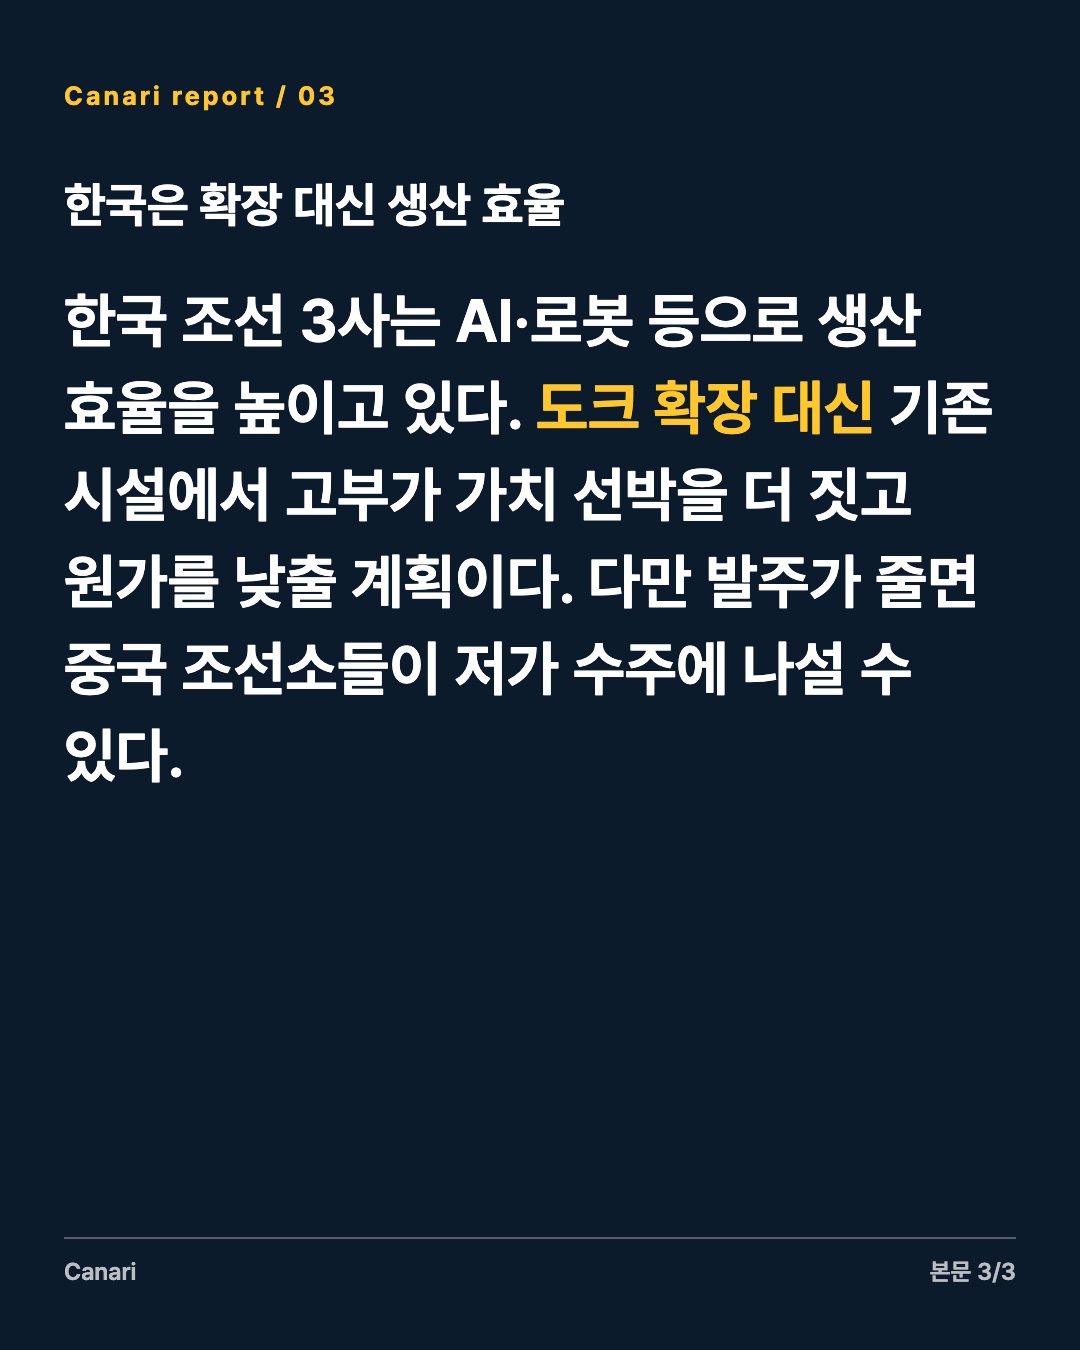 Canari report / 03
한국은 확장 대신 생산 효율
한국 조선 3사는 AI·로봇 등으로 생산
효율을 높이고 있다. 도크 확장 대신 기존
시설에서 고부가 가치 선박을 더 짓고
원가를 낮출 계획이다. 다만 발주가 줄면
중국 조선소들이 저가 수주에 나설 수
있다.
Canari
본문 3/3